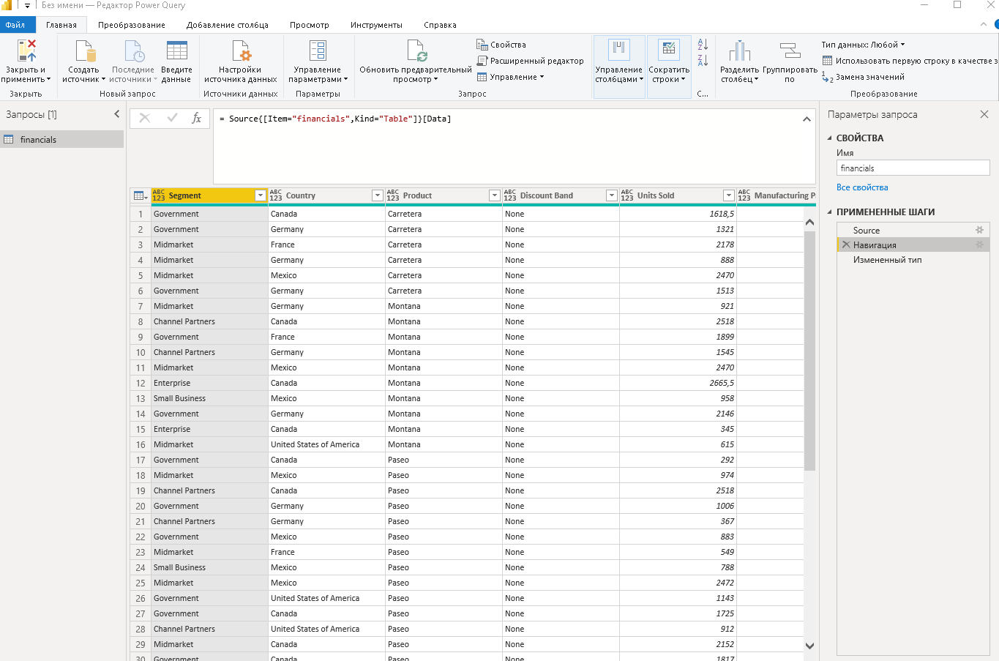 Без имени — Редактор Power Query
Файл Главная Преобразование Добавление столбца Просмотр Инструменты Справка
Закрыть и применить
Создать источник
Последние источники
Введите данные
Настройки источника данных
Управление параметрами
Обновить предварительный просмотр
Свойства
Расширенный редактор
Управление
Управление столбцами
Сократить строки
Разделить столбец
Группировать по
Тип данных: Любой
Использовать первую строку в качестве з
Замена значений
Закрыть Новый запрос Источники данных Параметры Запрос С... Преобразование
Запросы [1]
financials
= Source{[Item="financials",Kind="Table"]}[Data]
ABC 123 Segment ABC 123 Country ABC 123 Product ABC 123 Discount Band ABC 123 Units Sold ABC 123 Manufacturing P
1 Government Canada Carretera None 1618,5
2 Government Germany Carretera None 1321
3 Midmarket France Carretera None 2178
4 Midmarket Germany Carretera None 888
5 Midmarket Mexico Carretera None 2470
6 Government Germany Carretera None 1513
7 Midmarket Germany Montana None 921
8 Channel Partners Canada Montana None 2518
9 Government France Montana None 1899
10 Channel Partners Germany Montana None 1545
11 Midmarket Mexico Montana None 2470
12 Enterprise Canada Montana None 2665,5
13 Small Business Mexico Montana None 958
14 Government Germany Montana None 2146
15 Enterprise Canada Montana None 345
16 Midmarket United States of America Montana None 615
17 Government Canada Paseo None 292
18 Midmarket Mexico Paseo None 974
19 Channel Partners Canada Paseo None 2518
20 Government Germany Paseo None 1006
21 Channel Partners Germany Paseo None 367
22 Government Mexico Paseo None 883
23 Midmarket France Paseo None 549
24 Small Business Mexico Paseo None 788
25 Midmarket Mexico Paseo None 2472
26 Government United States of America Paseo None 1143
27 Government Canada Paseo None 1725
28 Channel Partners United States of America Paseo None 912
29 Midmarket Canada Paseo None 2152
30 Government Canada Paseo None 1817
Параметры запроса
СВОЙСТВА
Имя
financials
Все свойства
ПРИМЕНЕННЫЕ ШАГИ
Source
Навигация
Измененный тип